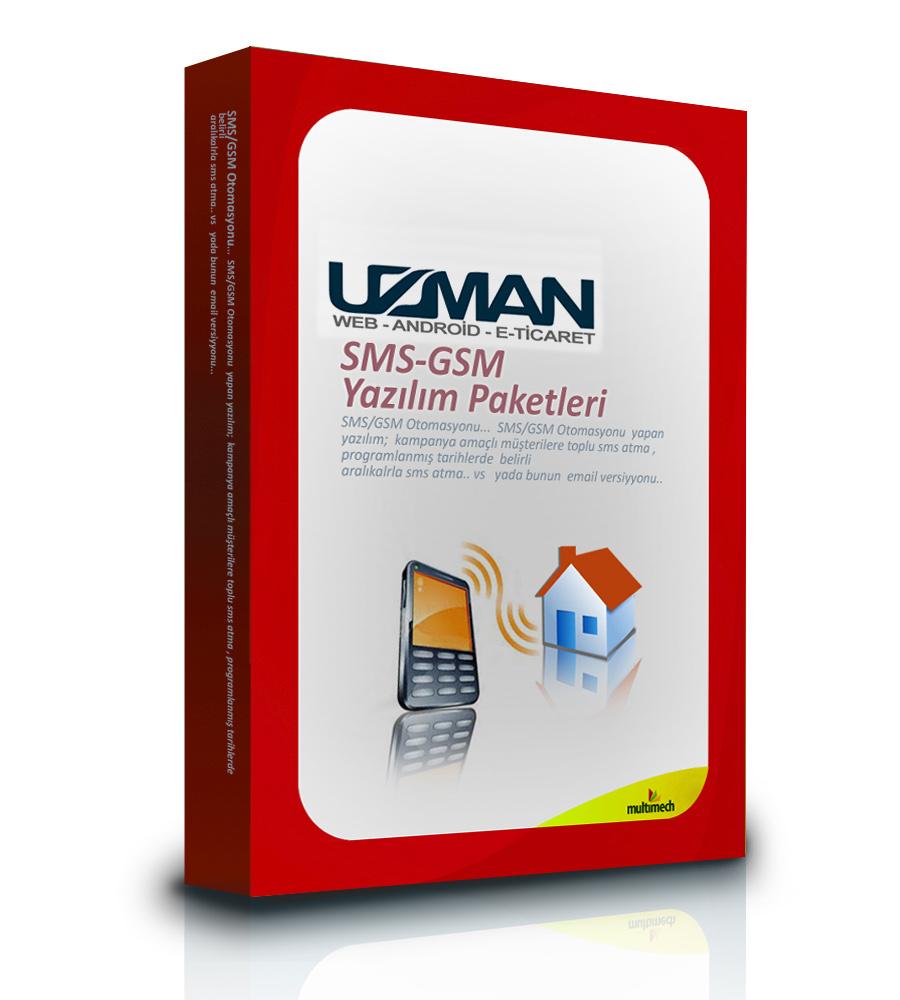 UZMAN
WEB - ANDROİD - E-TİCARET
SMS-GSM
Yazılım Paketleri
SMS/GSM Otomasyonu... SMS/GSM Otomasyonu yapan
yazılım; kampanya amaçlı müşterilere toplu sms atma ,
programlanmış tarihlerde belirli
aralıkalrla sms atma.. vs yada bunun email versiyyonu..
multimech
SMS/GSM Otomasyonu... SMS/GSM Otomasyonu yapan yazılım; kampanya amaçlı müşterilere toplu sms atma , programlanmış tarihlerde
belirli
aralıkalrla sms atma.. vs yada bunun email versiyyonu...
multimech